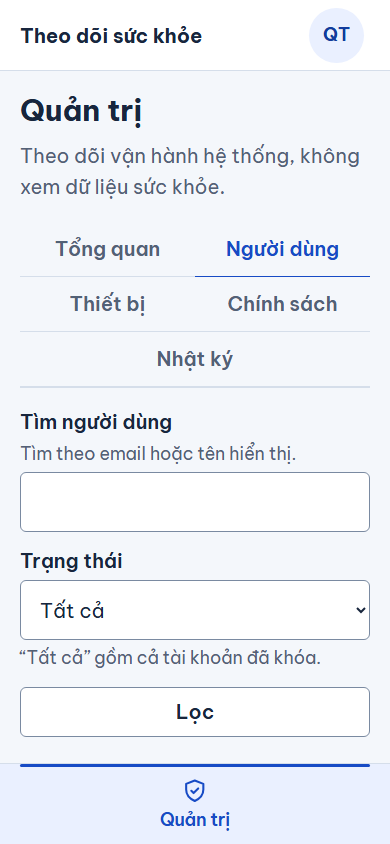 Theo dõi sức khỏe
QT
Quản trị
Theo dõi vận hành hệ thống, không
xem dữ liệu sức khỏe.
Tổng quan
Người dùng
Thiết bị
Chính sách
Nhật ký
Tìm người dùng
Tìm theo email hoặc tên hiển thị.
Trạng thái
Tất cả
“Tất cả” gồm cả tài khoản đã khóa.
Lọc
Quản trị